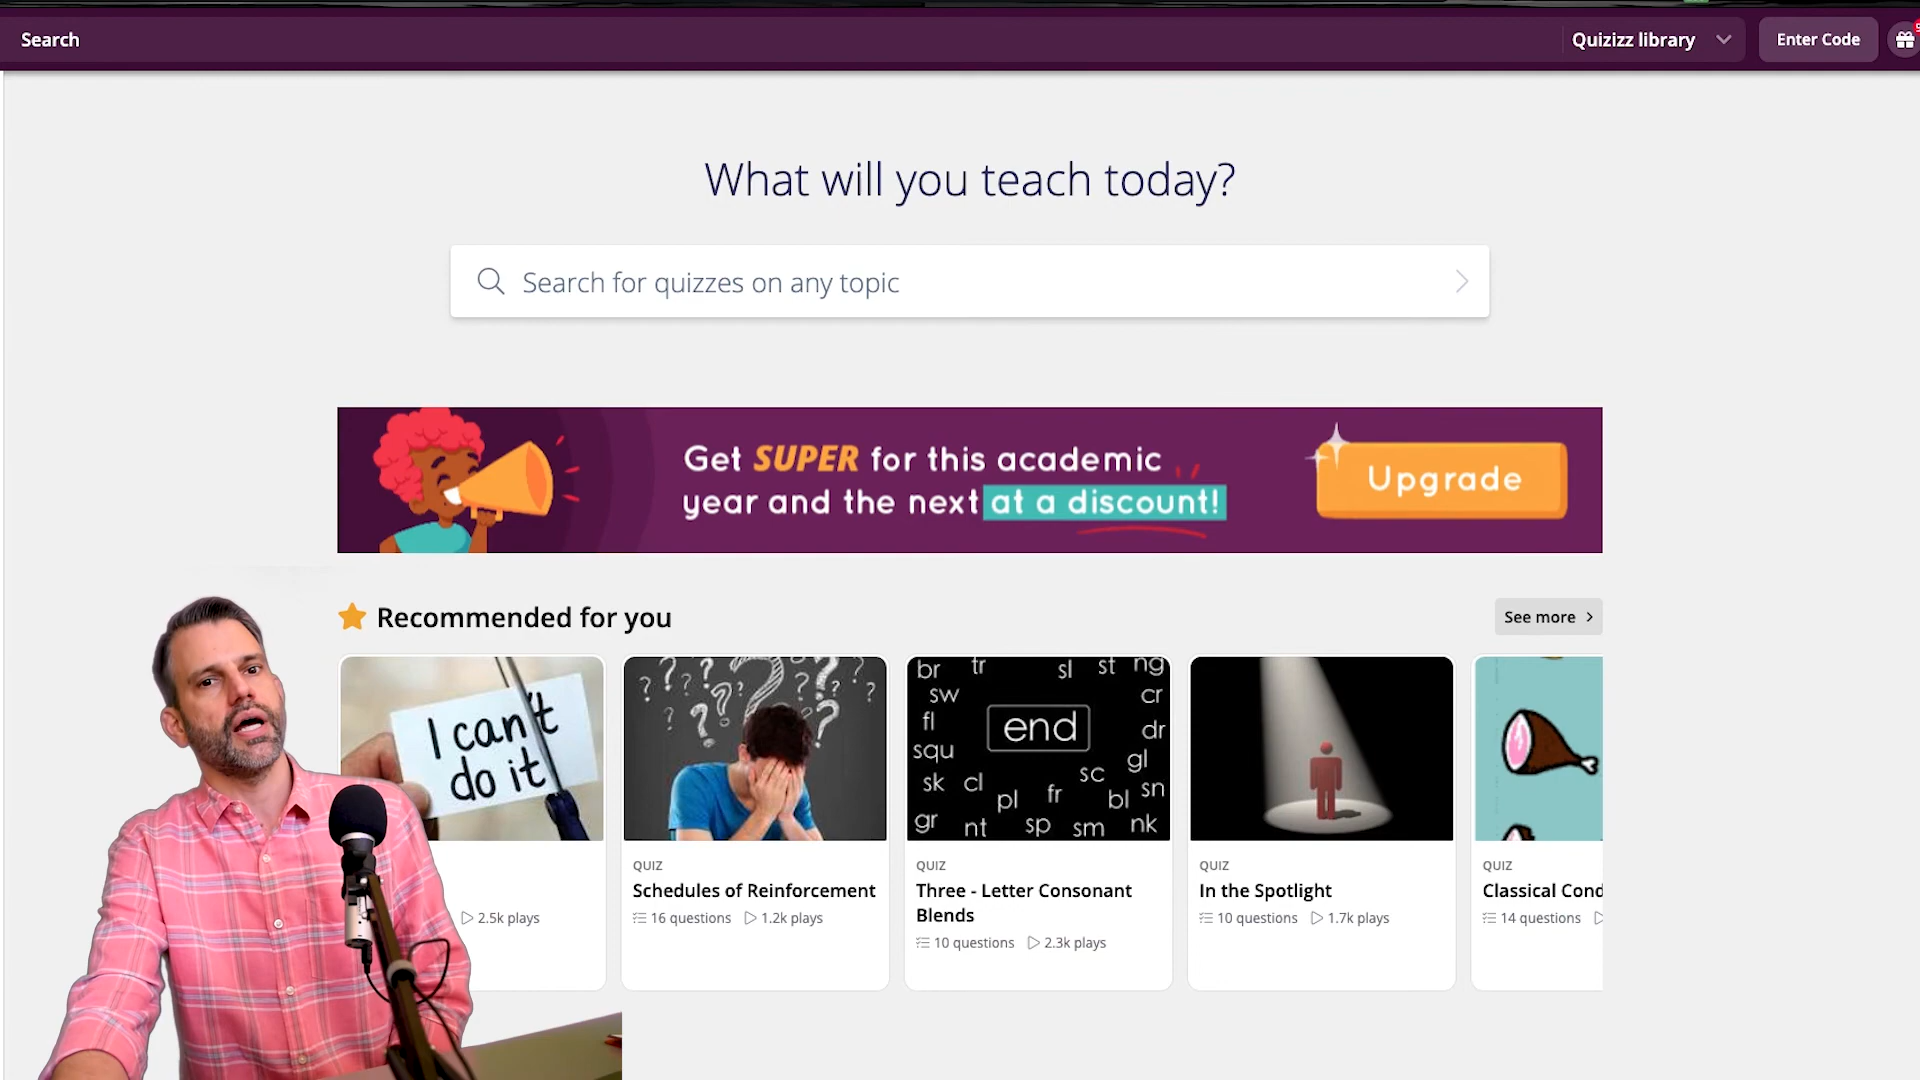 Search
Quizizz library
Enter Code
What will you teach today?
Search for quizzes on any topic
Get SUPER for this academic
year and the next at a discount!
Upgrade
Recommended for you
See more
I can't
do it
br tr sl st ng
sw cr
fl end dr
squ gl
sk cl sc sn
pl fr bl
gr nt sp sm nk
2.5k plays
QUIZ
Schedules of Reinforcement
16 questions 1.2k plays
QUIZ
Three - Letter Consonant
Blends
10 questions 2.3k plays
QUIZ
In the Spotlight
10 questions 1.7k plays
QUIZ
Classical Cond
14 questions